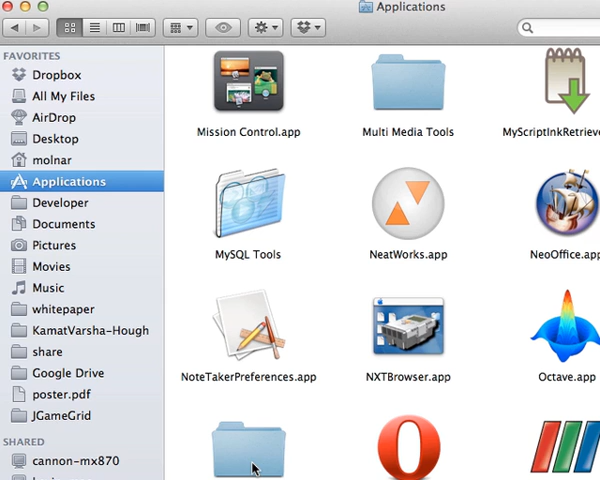 Applications
FAVORITES
Dropbox
All My Files
AirDrop
Desktop
molnar
Applications
Developer
Documents
Pictures
Movies
Music
whitepaper
KamatVarsha-Hough
share
Google Drive
poster.pdf
JGameGrid
SHARED
cannon-mx870
Mission Control.app
Multi Media Tools
MyScriptInkRetrieve
MySQL Tools
NeatWorks.app
NeoOffice.app
NoteTakerPreferences.app
NXTBrowser.app
Octave.app